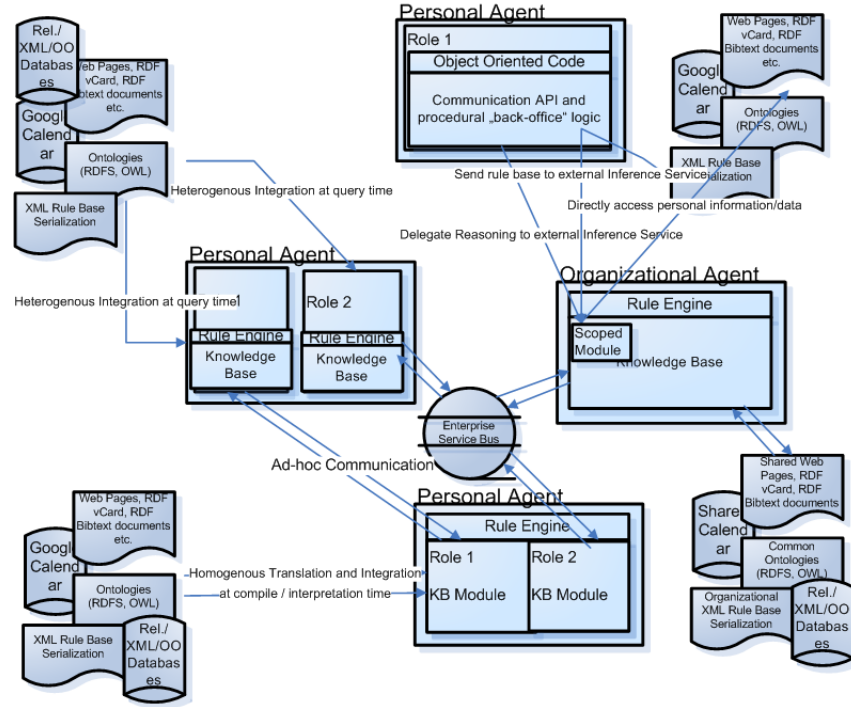 Rel./
XML/OO
Databas
es
Web Pages, RDF
vCard, RDF
Bibtext documents
etc.
Googl
Calend
ar
Ontologies
(RDFS, OWL)
XML Rule Base
Serialization
Personal Agent
Role 1
Object Oriented Code
Communication API and
procedural „back-office” logic
Web Pages, RDF
vCard, RDF
Bibtext documents
etc.
Google
Calend
ar
Ontologies
(RDFS, OWL)
XML Rule Base
Serialization
Heterogenous Integration at query time
Send rule base to external Inference Service
Directly access personal information/data
Delegate Reasoning to external Inference Service
Personal Agent
Heterogenous Integration at query time
1
Rule Engine
Knowledge
Base
Role 2
Rule Engine
Knowledge
Base
Organizational Agent
Rule Engine
Scoped
Module
Knowledge Base
Enterprise
Service Bus
Ad-hoc Communication
Personal Agent
Rule Engine
Role 1
KB Module
Role 2
KB Module
Shared Web
Pages, RDF
vCard, RDF
Bibtext documents
Share
Calend
ar
Common
Ontologies
(RDFS, OWL)
Organizational
XML Rule Base
Serialization
Rel./
XML/OO
Databas
es
Web Pages, RDF
vCard, RDF
Bibtext documents
etc.
Googl
Calend
ar
Ontologies
(RDFS, OWL)
XML Rule Base
Serialization
Rel./
XML/OO
Databas
es
Homogenous Translation and Integration
at compile / interpretation time